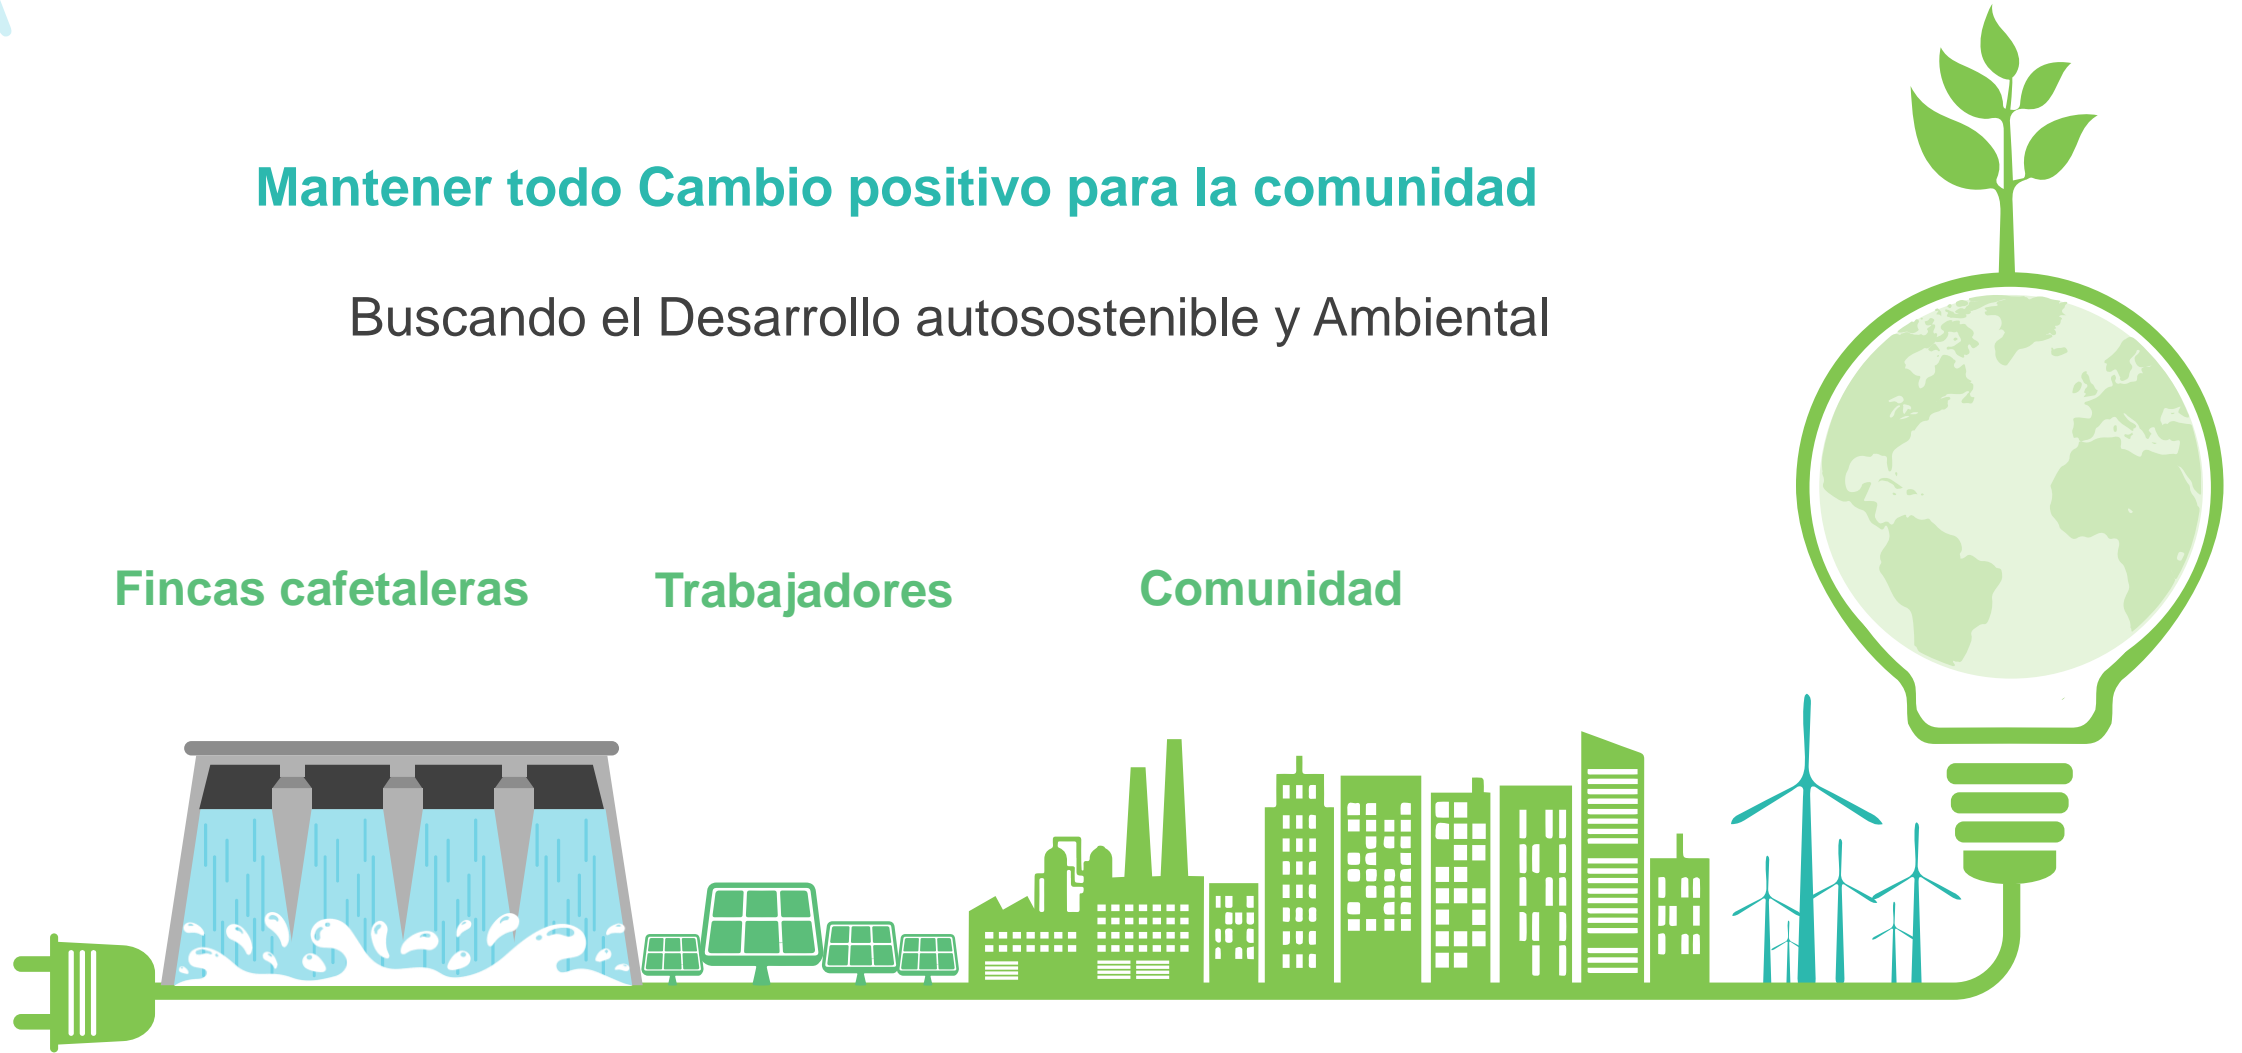 Mantener todo Cambio positivo para la comunidad
Buscando el Desarrollo autosostenible y Ambiental
Fincas cafetaleras
Trabajadores
Comunidad